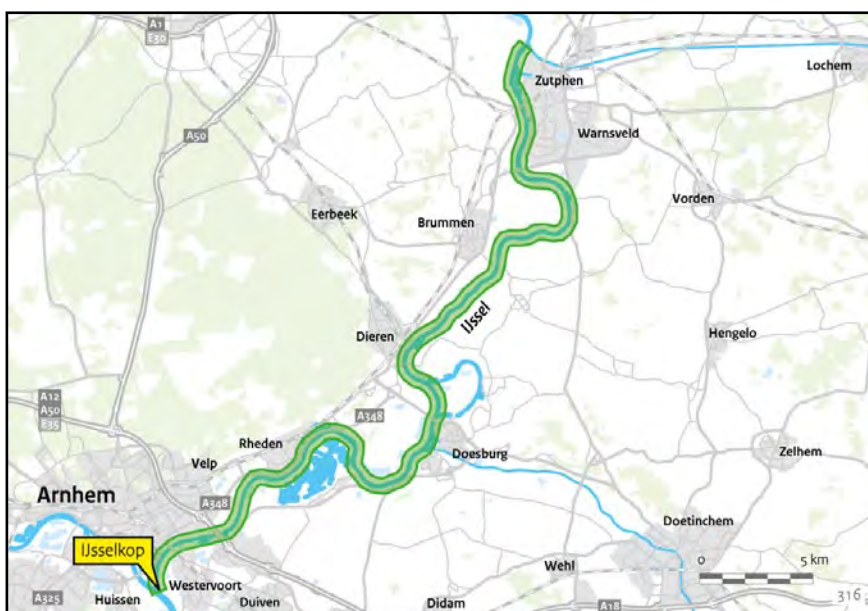 A1
E30
Lochem
Zutphen
A50
Warnsveld
Vorden
Eerbeek
Brummen
IJssel
Dieren
Hengelo
A12
A50
E35
A348
Rheden
Velp
Doesburg
Zelhem
Arnhem
A348
Doetinchem
IJsselkop
0 5 km
Wehl
Westervoort
A325
Huissen
Duiven
Didam
A18
316